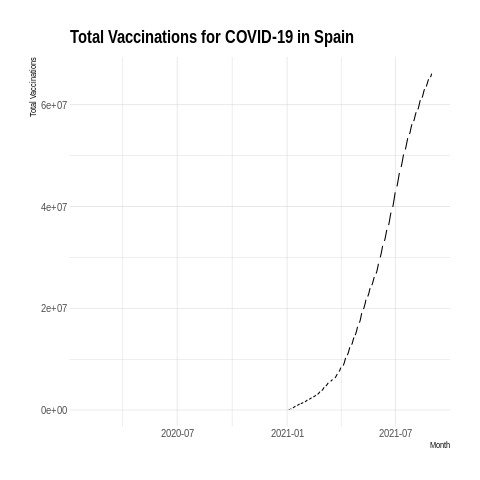 Total Vaccinations for COVID-19 in Spain
Total Vaccinations
6e+07
4e+07
2e+07
0e+00
2020-07
2021-01
2021-07
Month